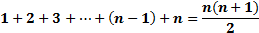 1 + 2 + 3 + ⋯ + (n − 1) + n = n(n + 1)/2